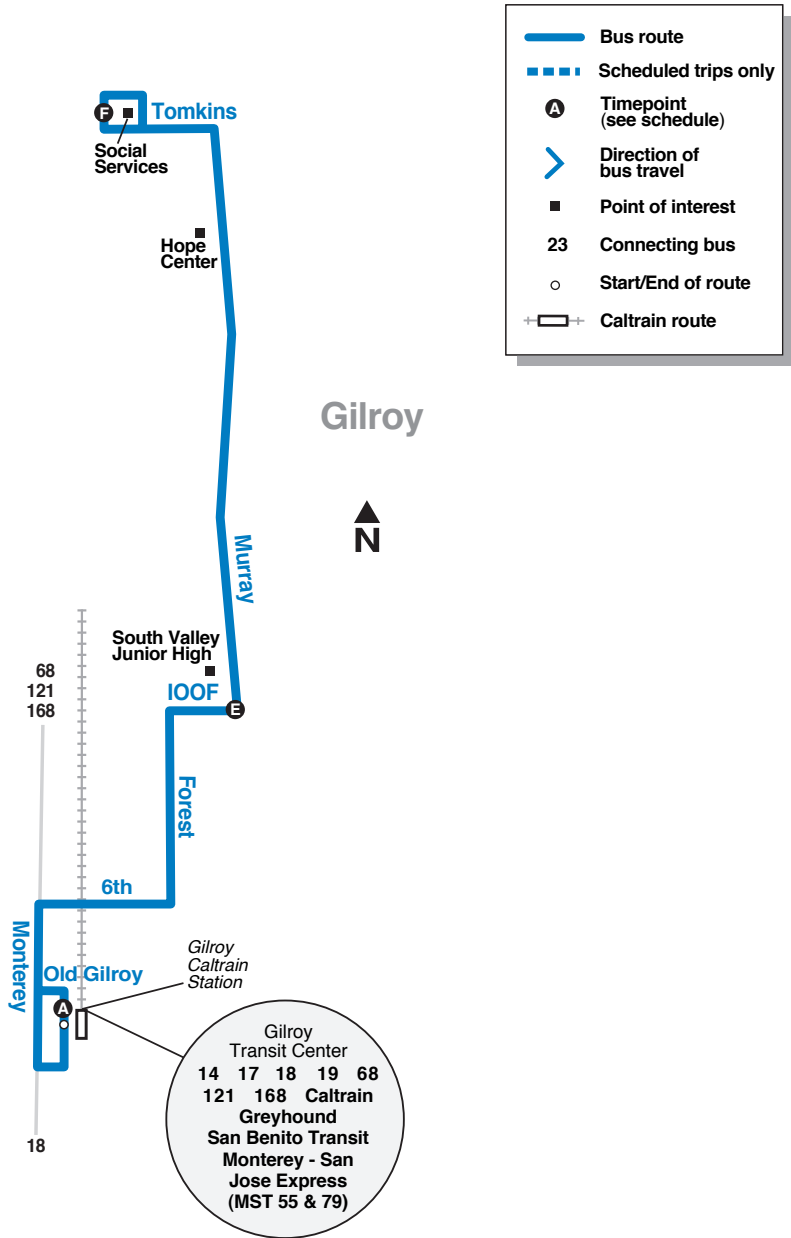 Bus route
Scheduled trips only
A
Timepoint
(see schedule)
Direction of
bus travel
Point of interest
23
Connecting bus
Start/End of route
Caltrain route
F
Tomkins
Social
Services
Hope
Center
Gilroy
N
Murray
South Valley
Junior High
68
121
168
IOOF
E
Forest
6th
Monterey
Old Gilroy
Gilroy
Caltrain
Station
A
Gilroy
Transit Center
14 17 18 19 68
121 168 Caltrain
Greyhound
San Benito Transit
Monterey - San
Jose Express
(MST 55 & 79)
18